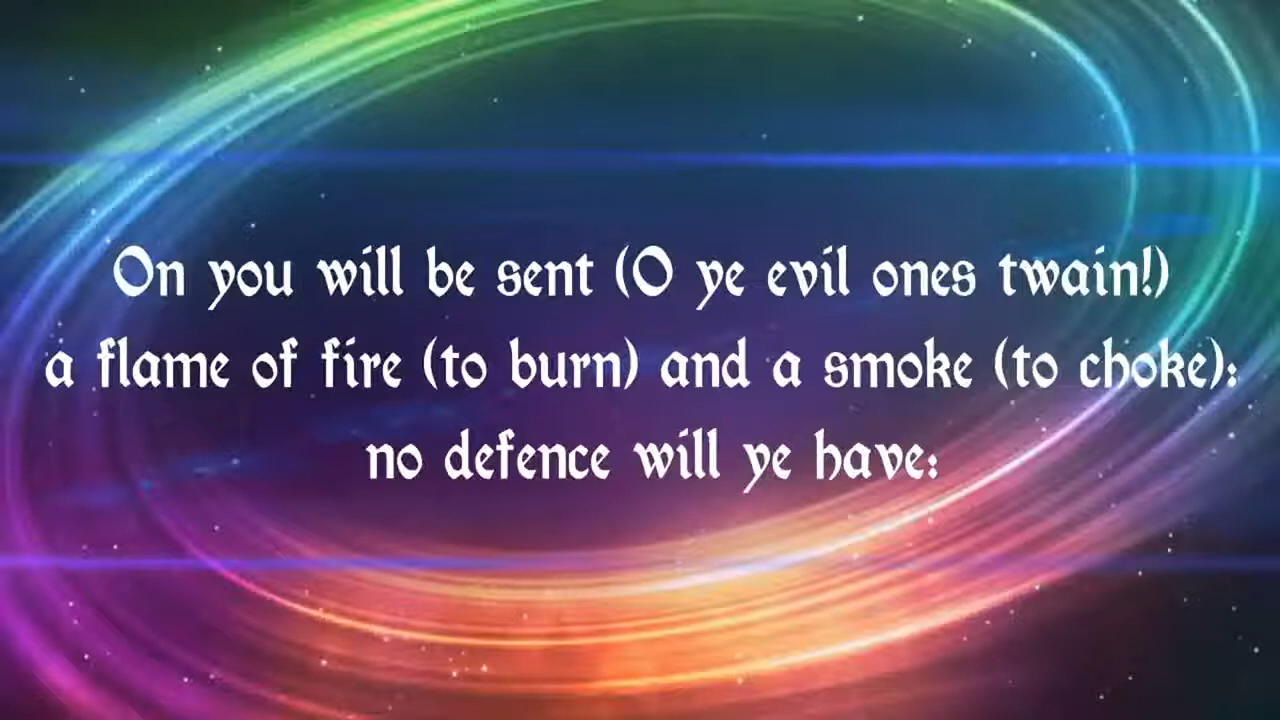 On you will be sent (O ye evil ones twain!)
a flame of fire (to burn) and a smoke (to choke):
no defence will ye have: